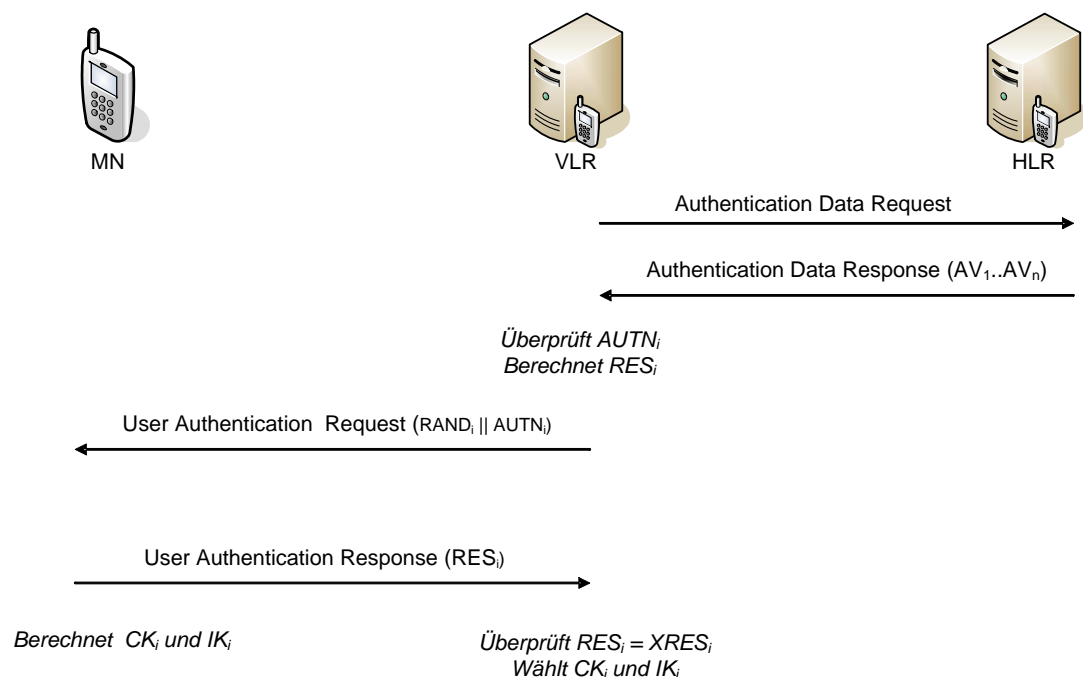 MN
VLR
HLR
Authentication Data Request
Authentication Data Response (AV₁..AVₙ)
Überprüft AUTNᵢ
Berechnet RESᵢ
User Authentication Request (RANDᵢ || AUTNᵢ)
User Authentication Response (RESᵢ)
Berechnet CKᵢ und IKᵢ
Überprüft RESᵢ = XRESᵢ
Wählt CKᵢ und IKᵢ